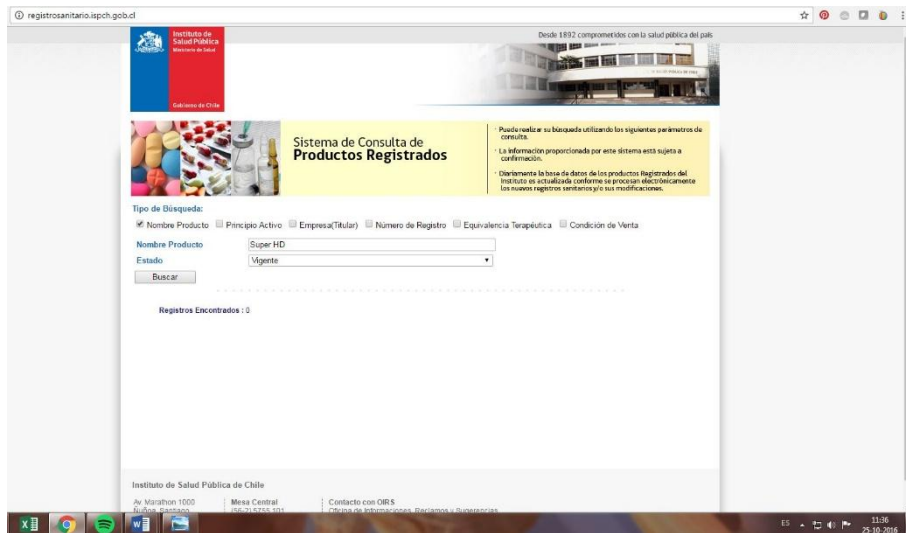 registrosanitario.ispch.gob.cl
Instituto de
Salud Pública
Ministerio de Salud
Gobierno de Chile
Desde 1892 comprometidos con la salud pública del país
Sistema de Consulta de
Productos Registrados
· Puede realizar su búsqueda utilizando los siguientes parámetros de
consulta.
· La información proporcionada por este sistema está sujeta a
confirmación.
· Diariamente la base de datos de los productos Registrados del
Instituto es actualizada conforme se procesan electrónicamente
los nuevos registros sanitarios y/o sus modificaciones.
Tipo de Búsqueda:
Nombre Producto Principio Activo Empresa(Titular) Número de Registro Equivalencia Terapéutica Condición de Venta
Nombre Producto Super HD
Estado Vigente
Buscar
Registros Encontrados : 0
Instituto de Salud Pública de Chile
Av. Marathon 1000 Mesa Central Contacto con OIRS
Ñuñoa, Santiago (56-2) 5755 101 Oficina de Informaciones, Reclamos y Sugerencias
ES 11:36
25-10-2016